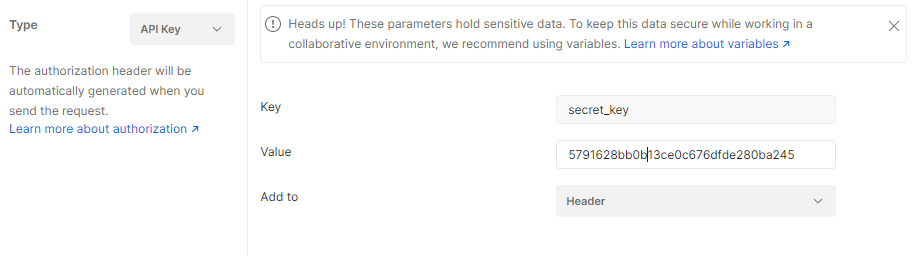 Type
API Key
The authorization header will be
automatically generated when you
send the request.
Learn more about authorization ↗
Heads up! These parameters hold sensitive data. To keep this data secure while working in a
collaborative environment, we recommend using variables. Learn more about variables ↗
Key
secret_key
Value
5791628bb0b13ce0c676dfde280ba245
Add to
Header